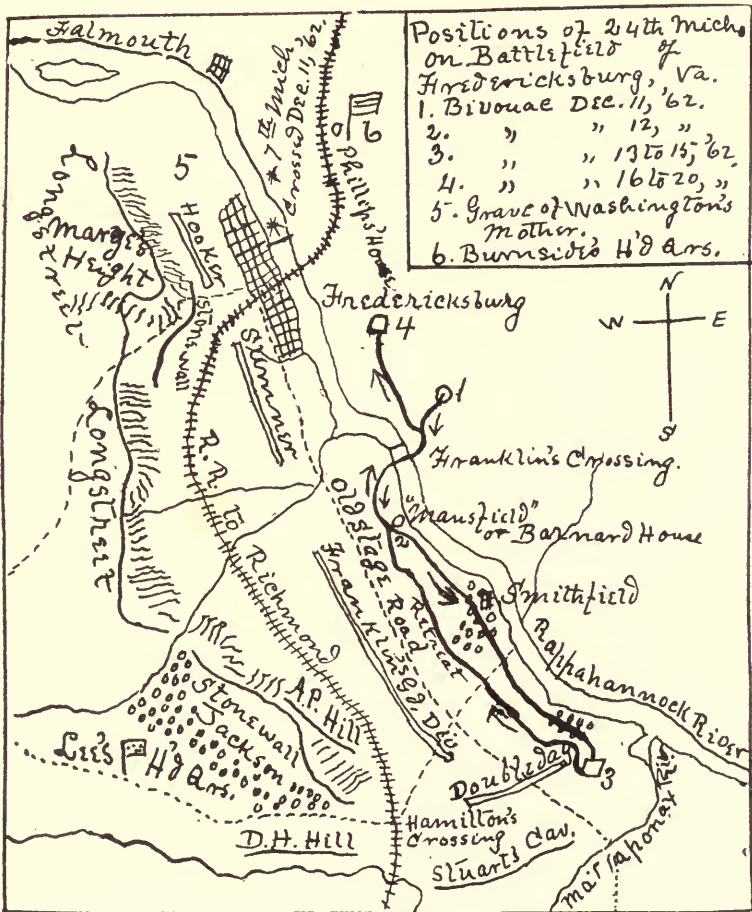 Falmouth
* 7th Mich.
Crossed Dec. 11, '62.
6
Phillips' House
Positions of 24th Mich.
on Battlefield of
Fredericksburg, Va.
1. Bivouac Dec. 11, '62.
2. „ „ 12, „
3. „ „ 13 to 15, '62
4. „ „ 16 to 20, „
5. Grave of Washington's
Mother.
6. Burnside's H'd Qrs.
5
Longstreet
Marye's
Height
Hooker
Stone wall
*
Fredericksburg
4
N
W E
S
Sumner
1
Longstreet
R.R. to Richmond
Franklin's Crossing.
"Mansfield"
or Barnard House
2
Old Stage Road
Franklin's Gd. Div.
Retreat
Smithfield
Rappahannock River
A.P. Hill
Stonewall
Jackson
Lee's
H'd Qrs.
Doubleday
3
Hamilton's
Crossing
D.H. Hill
Stuart's Cav.